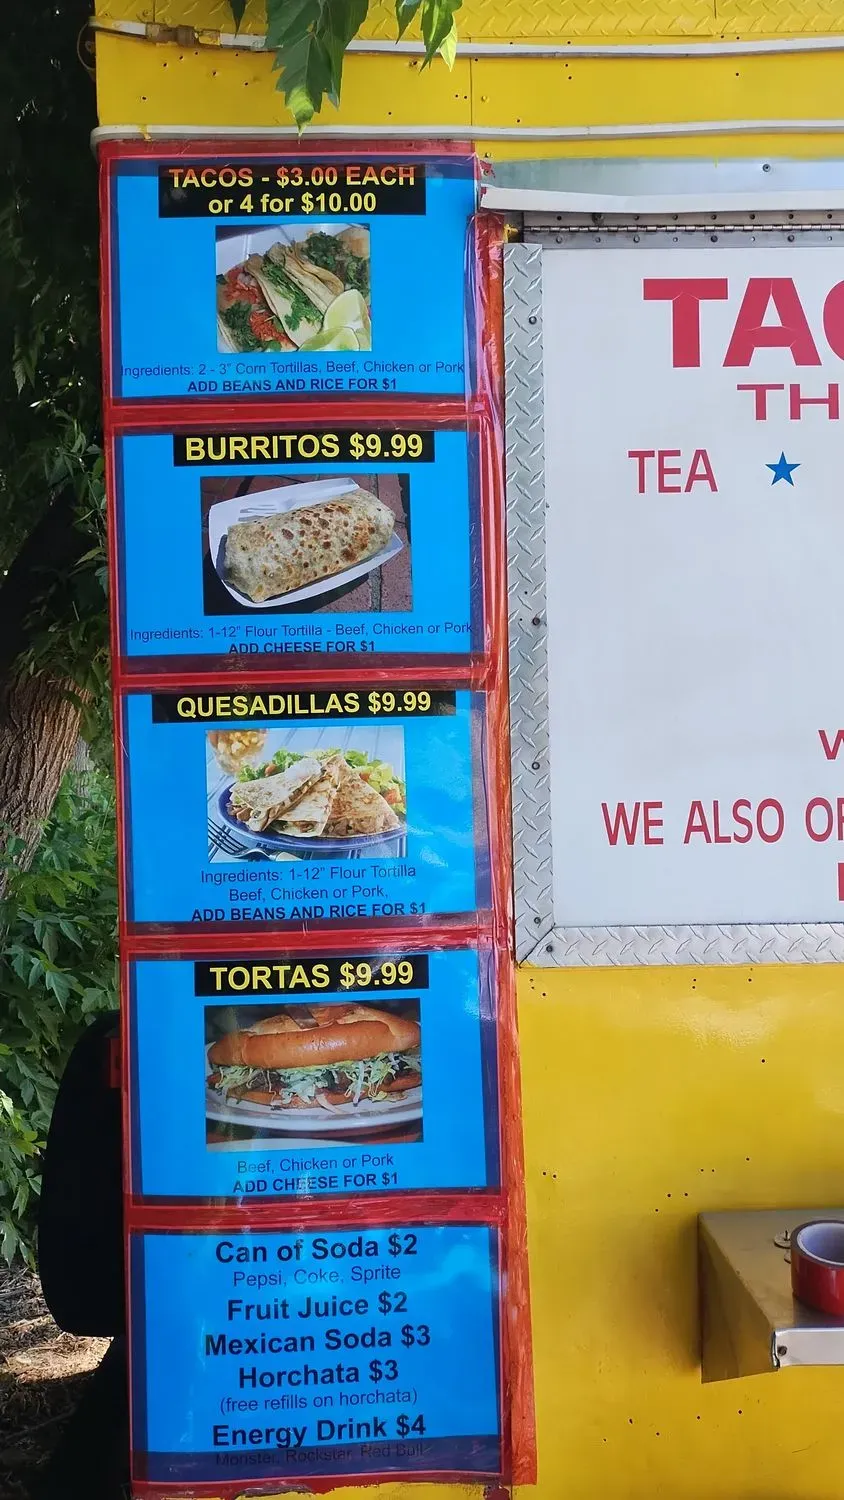 TACOS - $3.00 EACH
or 4 for $10.00
Ingredients: 2 - 3" Corn Tortillas, Beef, Chicken or Pork
ADD BEANS AND RICE FOR $1
BURRITOS $9.99
Ingredients: 1-12" Flour Tortilla - Beef, Chicken or Pork
ADD CHEESE FOR $1
QUESADILLAS $9.99
Ingredients: 1-12" Flour Tortilla
Beef, Chicken or Pork,
ADD BEANS AND RICE FOR $1
TORTAS $9.99
Beef, Chicken or Pork
ADD CHEESE FOR $1
Can of Soda $2
Pepsi, Coke, Sprite
Fruit Juice $2
Mexican Soda $3
Horchata $3
(free refills on horchata)
Energy Drink $4
Monster, Rockstar, Red Bull
TAC
TH
TEA
WE ALSO